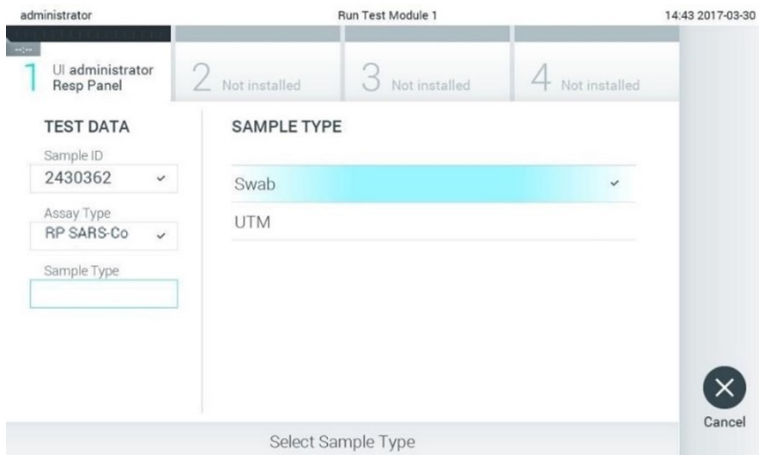 administrator Run Test Module 1 14:43 2017-03-30
--:--
1 UI administrator
Resp Panel
2 Not installed
3 Not installed
4 Not installed
TEST DATA
Sample ID
2430362
Assay Type
RP SARS-Co
Sample Type
SAMPLE TYPE
Swab
UTM
Cancel
Select Sample Type